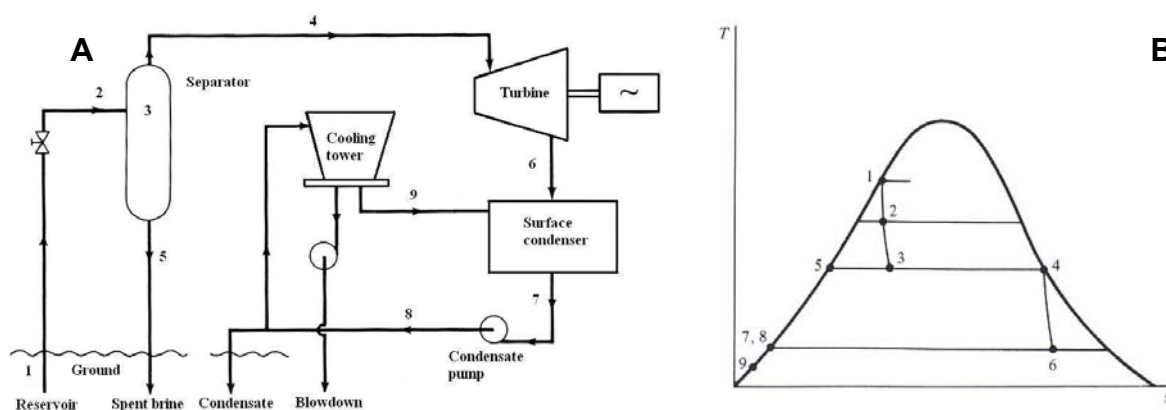 A
4
Separator
2
3
Turbine
~
Cooling
tower
6
9
Surface
condenser
5
7
8
Condensate
pump
1
Ground
Reservoir
Spent brine
Condensate
Blowdown
T
B
1
2
5
3
4
7, 8
9
6